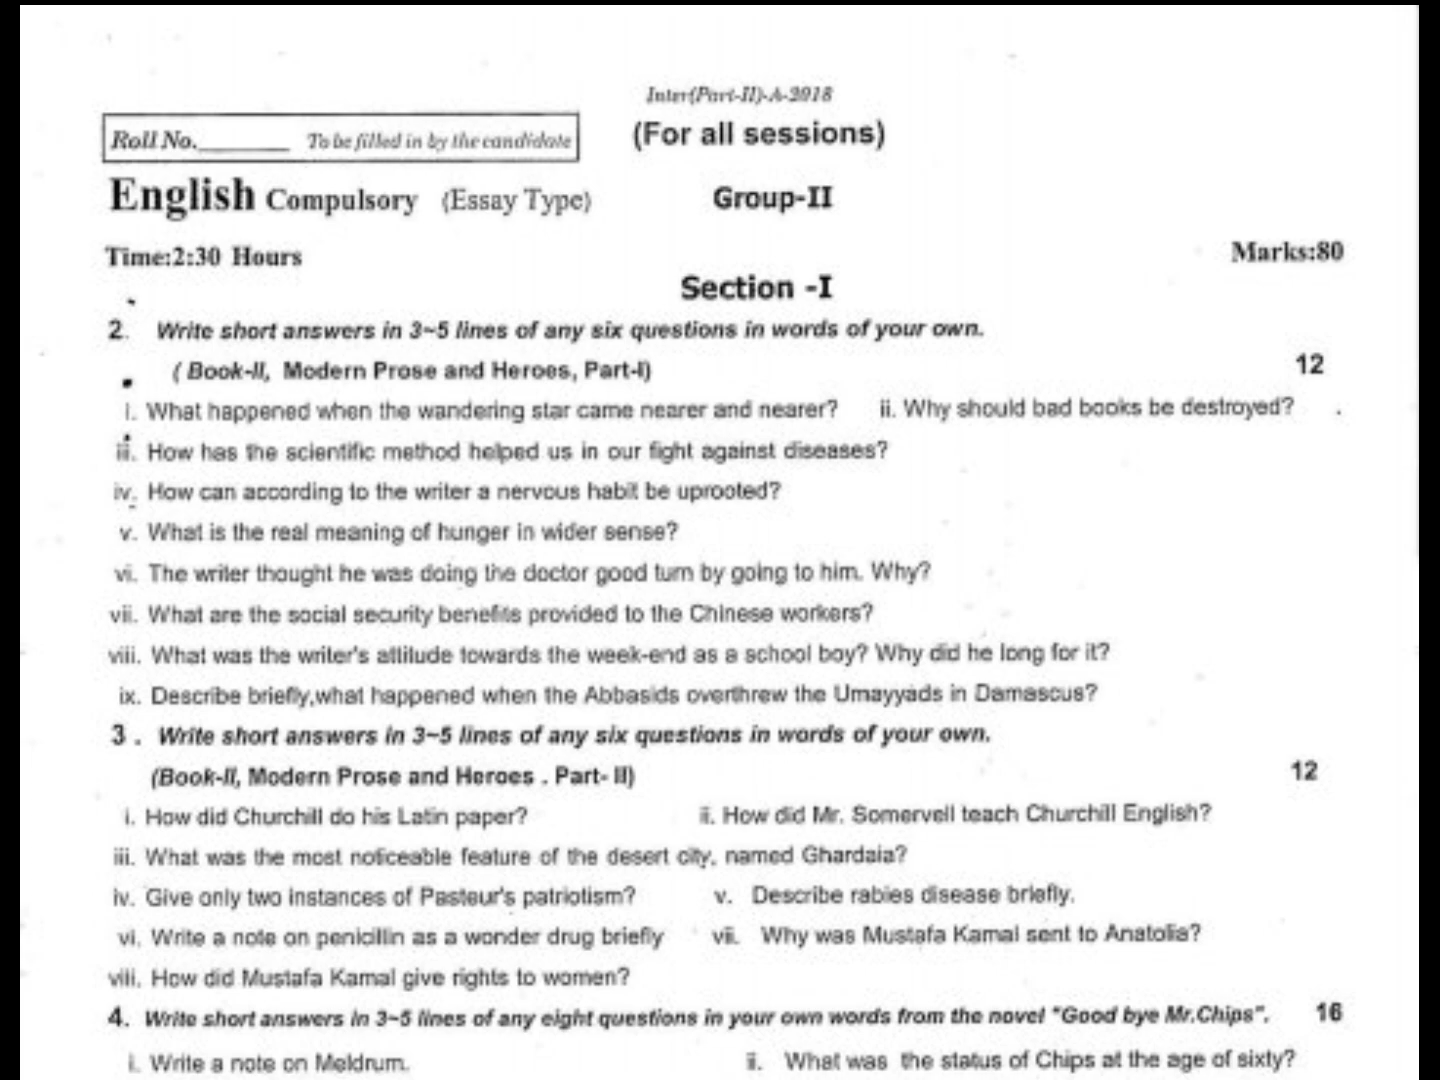 Inter(Part-II)-A-2018
Roll No.________ To be filled in by the candidate
(For all sessions)
English Compulsory (Essay Type) Group-II
Time:2:30 Hours Marks:80
Section -I
2. Write short answers in 3~5 lines of any six questions in words of your own.
( Book-II, Modern Prose and Heroes, Part-I) 12
i. What happened when the wandering star came nearer and nearer? ii. Why should bad books be destroyed?
iii. How has the scientific method helped us in our fight against diseases?
iv. How can according to the writer a nervous habit be uprooted?
v. What is the real meaning of hunger in wider sense?
vi. The writer thought he was doing the doctor good turn by going to him. Why?
vii. What are the social security benefits provided to the Chinese workers?
viii. What was the writer's attitude towards the week-end as a school boy? Why did he long for it?
ix. Describe briefly,what happened when the Abbasids overthrew the Umayyads in Damascus?
3 . Write short answers in 3~5 lines of any six questions in words of your own.
(Book-II, Modern Prose and Heroes . Part- II) 12
i. How did Churchill do his Latin paper? ii. How did Mr. Somervell teach Churchill English?
iii. What was the most noticeable feature of the desert city, named Ghardaia?
iv. Give only two instances of Pasteur's patriotism? v. Describe rabies disease briefly.
vi. Write a note on penicillin as a wonder drug briefly vii. Why was Mustafa Kamal sent to Anatolia?
viii. How did Mustafa Kamal give rights to women?
4. Write short answers in 3~5 lines of any eight questions in your own words from the novel "Good bye Mr.Chips". 16
i. Write a note on Meldrum. ii. What was the status of Chips at the age of sixty?